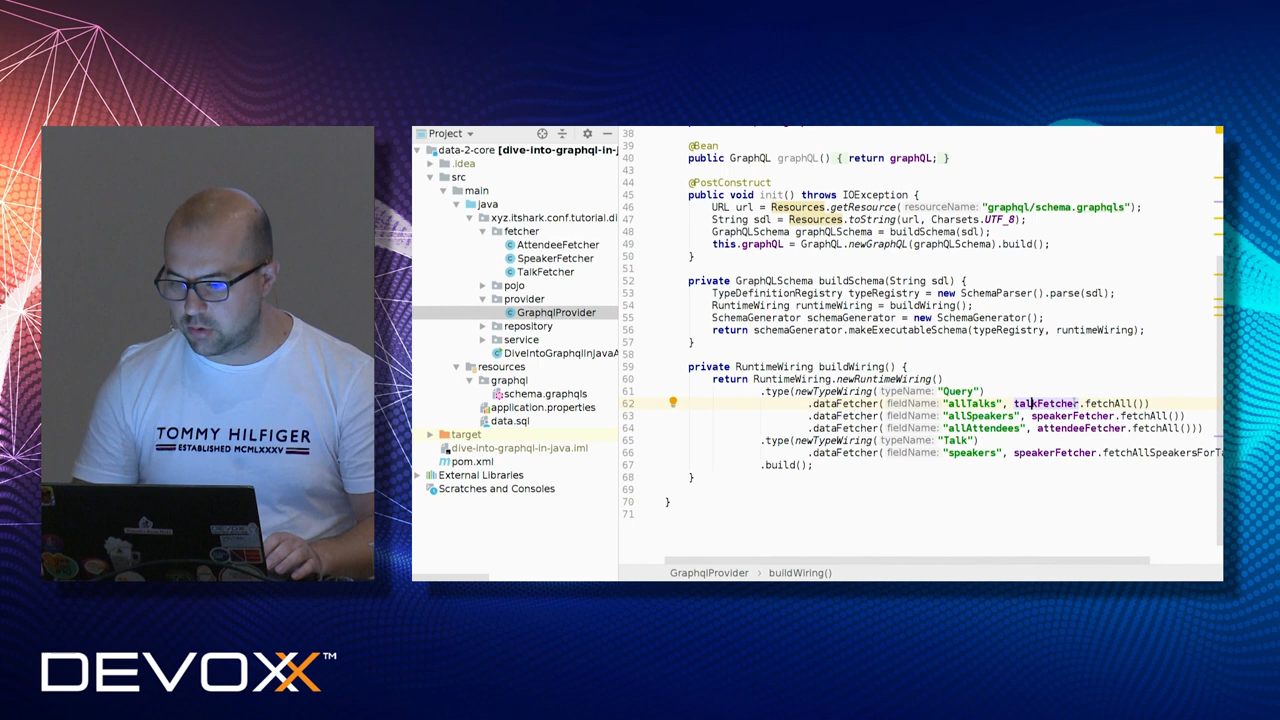 TOMMY HILFIGER
ESTABLISHED MCMLXXXV
DEVOXX™
Project
data-2-core [dive-into-graphql-in-j
.idea
src
main
java
xyz.itshark.conf.tutorial.di
fetcher
AttendeeFetcher
SpeakerFetcher
TalkFetcher
pojo
provider
GraphqlProvider
repository
service
DiveIntoGraphqlInJavaA
resources
graphql
schema.graphqls
application.properties
data.sql
target
dive-into-graphql-in-java.iml
pom.xml
External Libraries
Scratches and Consoles
38
39 @Bean
40 public GraphQL graphQL() { return graphQL; }
43
44 @PostConstruct
45 public void init() throws IOException {
46 URL url = Resources.getResource( resourceName: "graphql/schema.graphqls");
47 String sdl = Resources.toString(url, Charsets.UTF_8);
48 GraphQLSchema graphQLSchema = buildSchema(sdl);
49 this.graphQL = GraphQL.newGraphQL(graphQLSchema).build();
50 }
51
52 private GraphQLSchema buildSchema(String sdl) {
53 TypeDefinitionRegistry typeRegistry = new SchemaParser().parse(sdl);
54 RuntimeWiring runtimeWiring = buildWiring();
55 SchemaGenerator schemaGenerator = new SchemaGenerator();
56 return schemaGenerator.makeExecutableSchema(typeRegistry, runtimeWiring);
57 }
58
59 private RuntimeWiring buildWiring() {
60 return RuntimeWiring.newRuntimeWiring()
61 .type(newTypeWiring( typeName: "Query")
62 .dataFetcher( fieldName: "allTalks", talkFetcher.fetchAll())
63 .dataFetcher( fieldName: "allSpeakers", speakerFetcher.fetchAll())
64 .dataFetcher( fieldName: "allAttendees", attendeeFetcher.fetchAll()))
65 .type(newTypeWiring( typeName: "Talk")
66 .dataFetcher( fieldName: "speakers", speakerFetcher.fetchAllSpeakersForTa
67 .build();
68 }
69
70 }
71
GraphqlProvider › buildWiring()